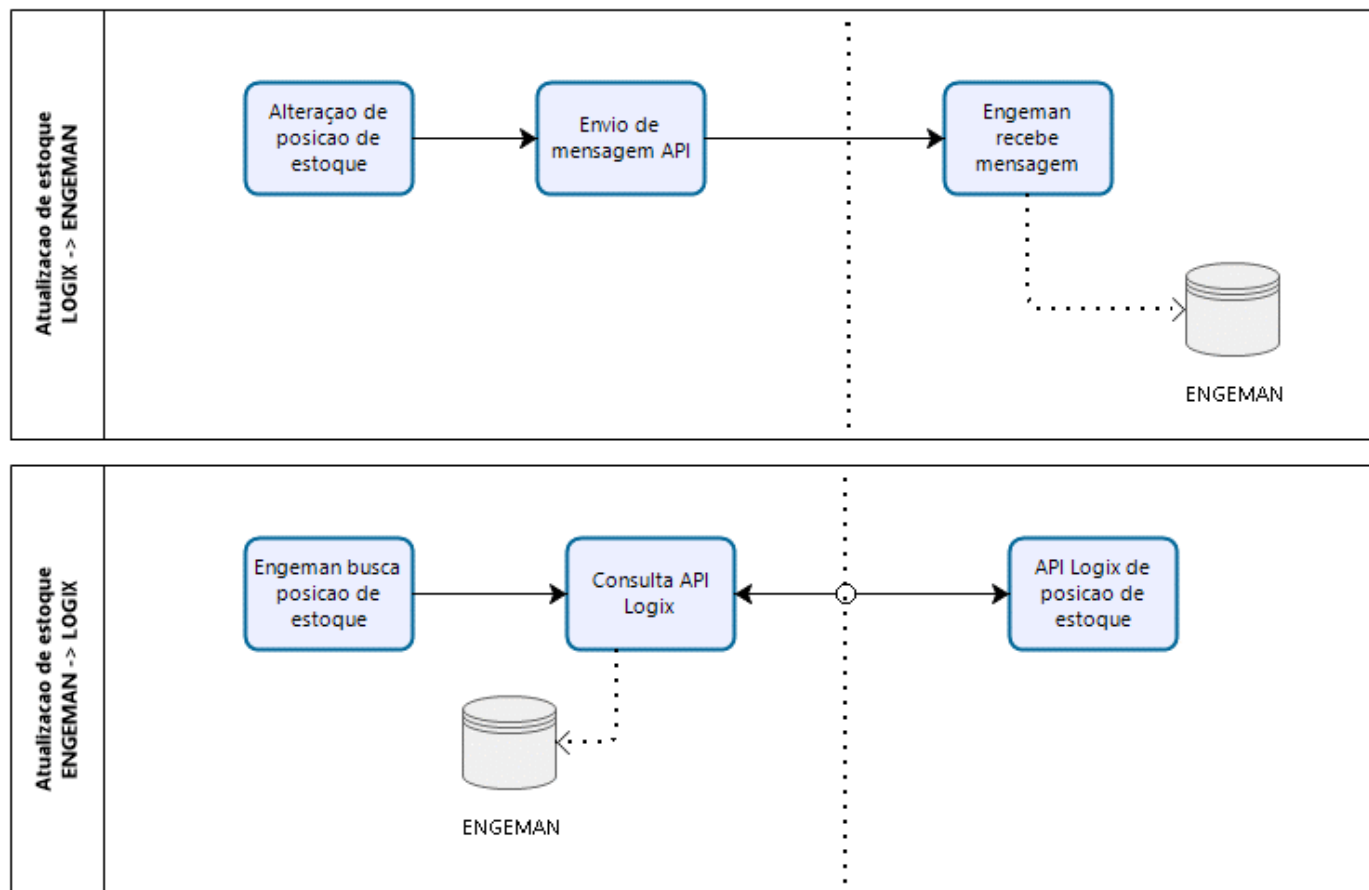 Atualizacao de estoque
LOGIX -> ENGEMAN
Alteraçao de
posicao de
estoque
Envio de
mensagem API
Engeman
recebe
mensagem
ENGEMAN
Atualizacao de estoque
ENGEMAN -> LOGIX
Engeman busca
posicao de
estoque
Consulta API
Logix
API Logix de
posicao de
estoque
ENGEMAN